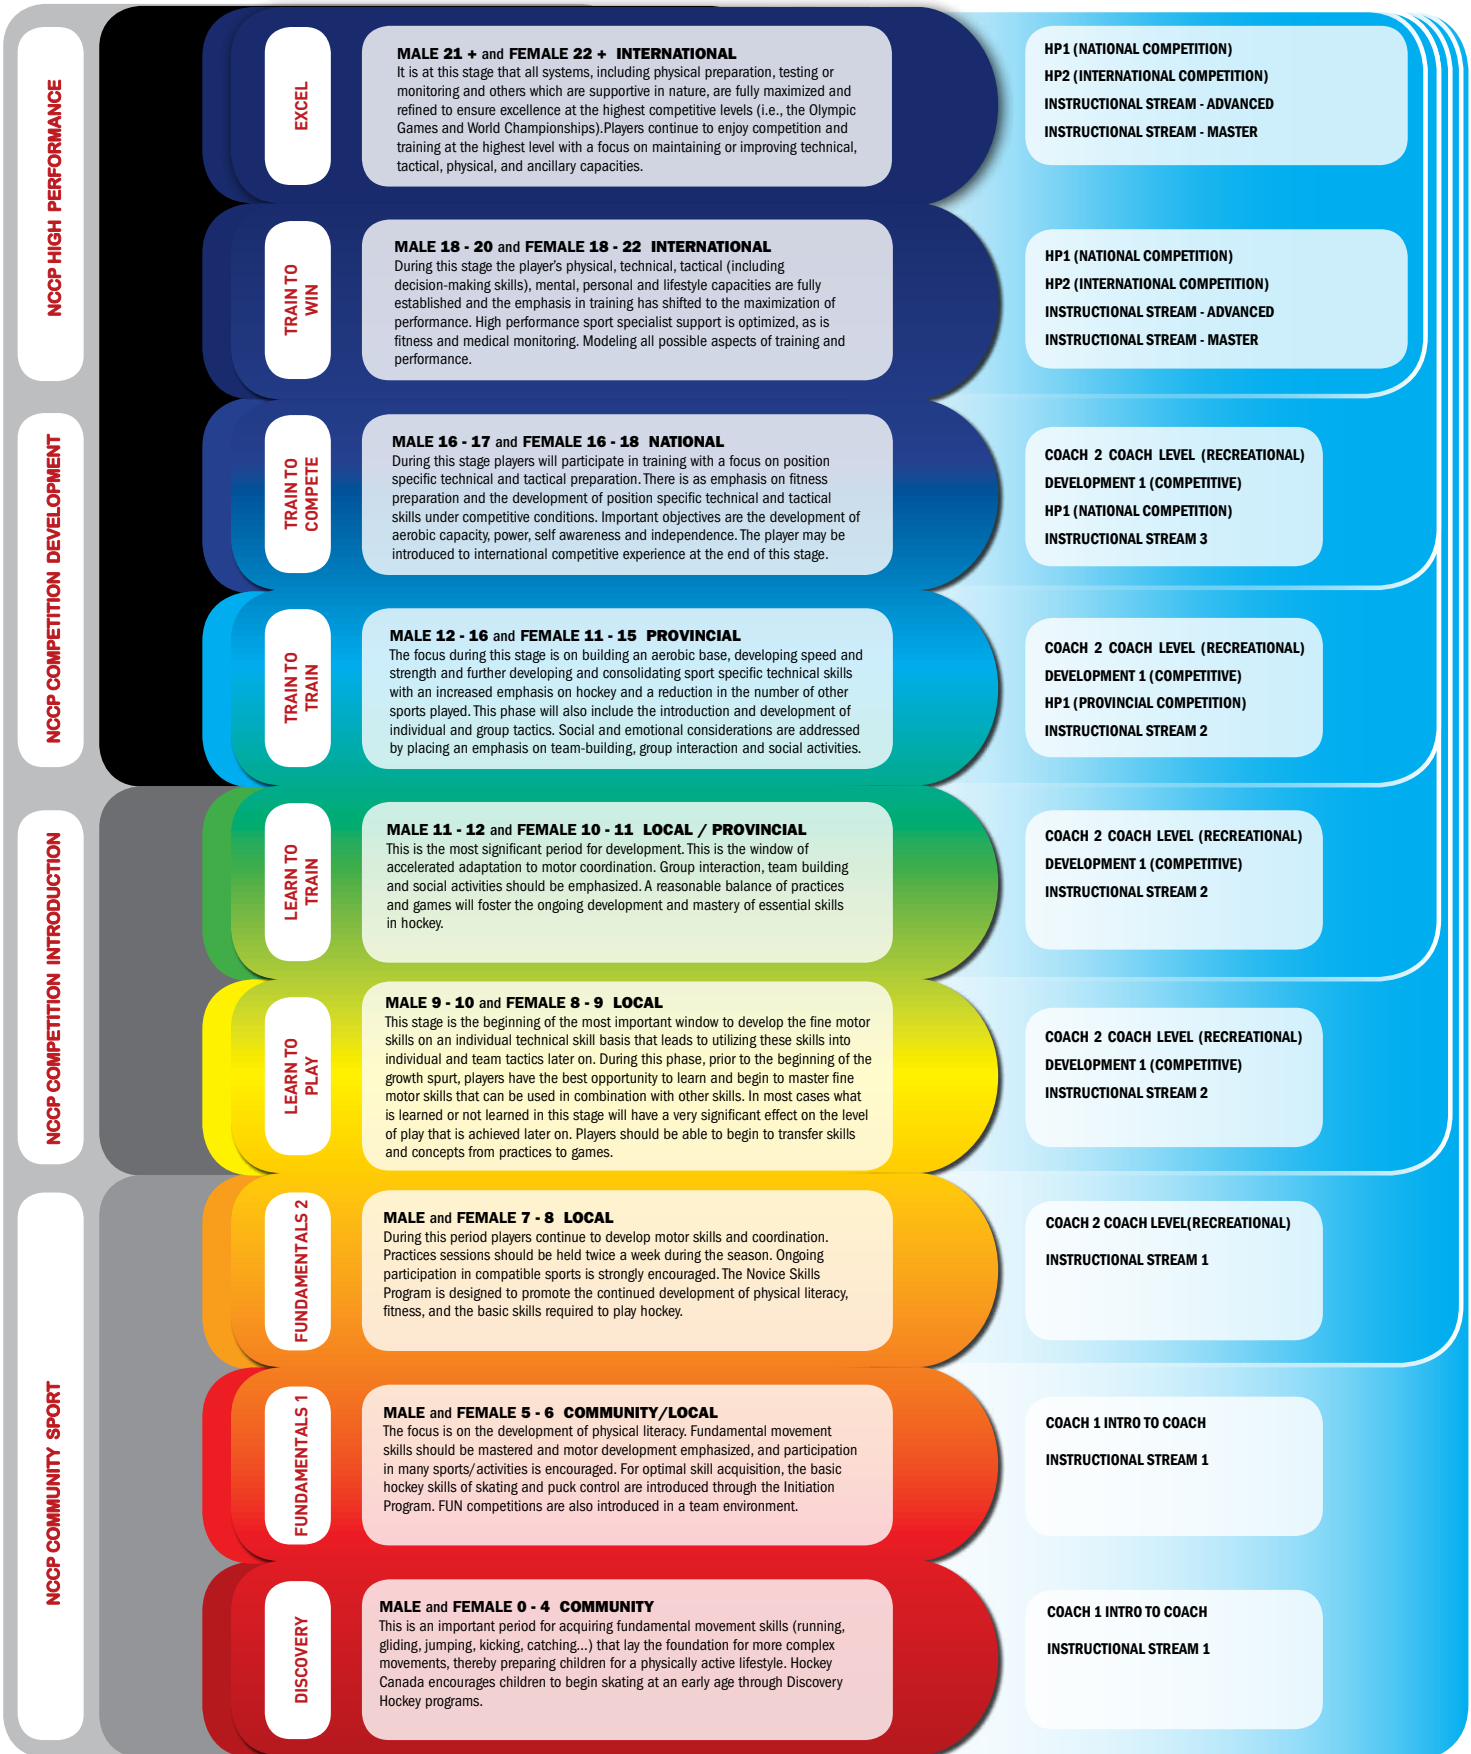 NCCP HIGH PERFORMANCE
EXCEL
MALE 21 + and FEMALE 22 + INTERNATIONAL
It is at this stage that all systems, including physical preparation, testing or
monitoring and others which are supportive in nature, are fully maximized and
refined to ensure excellence at the highest competitive levels (i.e., the Olympic
Games and World Championships).Players continue to enjoy competition and
training at the highest level with a focus on maintaining or improving technical,
tactical, physical, and ancillary capacities.
HP1 (NATIONAL COMPETITION)
HP2 (INTERNATIONAL COMPETITION)
INSTRUCTIONAL STREAM - ADVANCED
INSTRUCTIONAL STREAM - MASTER
TRAIN TO
WIN
MALE 18 - 20 and FEMALE 18 - 22 INTERNATIONAL
During this stage the player's physical, technical, tactical (including
decision-making skills), mental, personal and lifestyle capacities are fully
established and the emphasis in training has shifted to the maximization of
performance. High performance sport specialist support is optimized, as is
fitness and medical monitoring. Modeling all possible aspects of training and
performance.
HP1 (NATIONAL COMPETITION)
HP2 (INTERNATIONAL COMPETITION)
INSTRUCTIONAL STREAM - ADVANCED
INSTRUCTIONAL STREAM - MASTER
NCCP COMPETITION DEVELOPMENT
TRAIN TO
COMPETE
MALE 16 - 17 and FEMALE 16 - 18 NATIONAL
During this stage players will participate in training with a focus on position
specific technical and tactical preparation. There is as emphasis on fitness
preparation and the development of position specific technical and tactical
skills under competitive conditions. Important objectives are the development of
aerobic capacity, power, self awareness and independence. The player may be
introduced to international competitive experience at the end of this stage.
COACH 2 COACH LEVEL (RECREATIONAL)
DEVELOPMENT 1 (COMPETITIVE)
HP1 (NATIONAL COMPETITION)
INSTRUCTIONAL STREAM 3
TRAIN TO
TRAIN
MALE 12 - 16 and FEMALE 11 - 15 PROVINCIAL
The focus during this stage is on building an aerobic base, developing speed and
strength and further developing and consolidating sport specific technical skills
with an increased emphasis on hockey and a reduction in the number of other
sports played. This phase will also include the introduction and development of
individual and group tactics. Social and emotional considerations are addressed
by placing an emphasis on team-building, group interaction and social activities.
COACH 2 COACH LEVEL (RECREATIONAL)
DEVELOPMENT 1 (COMPETITIVE)
HP1 (PROVINCIAL COMPETITION)
INSTRUCTIONAL STREAM 2
NCCP COMPETITION INTRODUCTION
LEARN TO
TRAIN
MALE 11 - 12 and FEMALE 10 - 11 LOCAL / PROVINCIAL
This is the most significant period for development. This is the window of
accelerated adaptation to motor coordination. Group interaction, team building
and social activities should be emphasized. A reasonable balance of practices
and games will foster the ongoing development and mastery of essential skills
in hockey.
COACH 2 COACH LEVEL (RECREATIONAL)
DEVELOPMENT 1 (COMPETITIVE)
INSTRUCTIONAL STREAM 2
LEARN TO
PLAY
MALE 9 - 10 and FEMALE 8 - 9 LOCAL
This stage is the beginning of the most important window to develop the fine motor
skills on an individual technical skill basis that leads to utilizing these skills into
individual and team tactics later on. During this phase, prior to the beginning of the
growth spurt, players have the best opportunity to learn and begin to master fine
motor skills that can be used in combination with other skills. In most cases what
is learned or not learned in this stage will have a very significant effect on the level
of play that is achieved later on. Players should be able to begin to transfer skills
and concepts from practices to games.
COACH 2 COACH LEVEL (RECREATIONAL)
DEVELOPMENT 1 (COMPETITIVE)
INSTRUCTIONAL STREAM 2
NCCP COMMUNITY SPORT
FUNDAMENTALS 2
MALE and FEMALE 7 - 8 LOCAL
During this period players continue to develop motor skills and coordination.
Practices sessions should be held twice a week during the season. Ongoing
participation in compatible sports is strongly encouraged. The Novice Skills
Program is designed to promote the continued development of physical literacy,
fitness, and the basic skills required to play hockey.
COACH 2 COACH LEVEL(RECREATIONAL)
INSTRUCTIONAL STREAM 1
FUNDAMENTALS 1
MALE and FEMALE 5 - 6 COMMUNITY/LOCAL
The focus is on the development of physical literacy. Fundamental movement
skills should be mastered and motor development emphasized, and participation
in many sports/activities is encouraged. For optimal skill acquisition, the basic
hockey skills of skating and puck control are introduced through the Initiation
Program. FUN competitions are also introduced in a team environment.
COACH 1 INTRO TO COACH
INSTRUCTIONAL STREAM 1
DISCOVERY
MALE and FEMALE 0 - 4 COMMUNITY
This is an important period for acquiring fundamental movement skills (running,
gliding, jumping, kicking, catching...) that lay the foundation for more complex
movements, thereby preparing children for a physically active lifestyle. Hockey
Canada encourages children to begin skating at an early age through Discovery
Hockey programs.
COACH 1 INTRO TO COACH
INSTRUCTIONAL STREAM 1